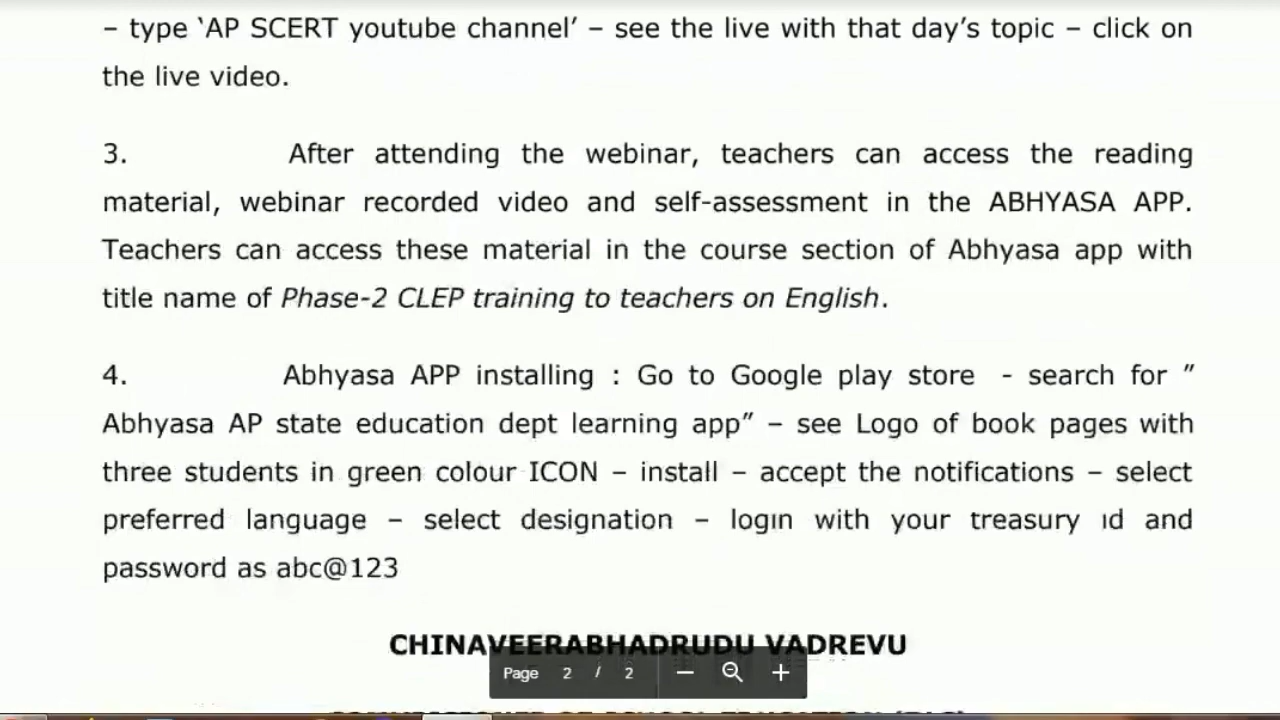 – type ‘AP SCERT youtube channel’ – see the live with that day’s topic – click on
the live video.
3. After attending the webinar, teachers can access the reading
material, webinar recorded video and self-assessment in the ABHYASA APP.
Teachers can access these material in the course section of Abhyasa app with
title name of Phase-2 CLEP training to teachers on English.
4. Abhyasa APP installing : Go to Google play store - search for ”
Abhyasa AP state education dept learning app” – see Logo of book pages with
three students in green colour ICON – install – accept the notifications – select
preferred language – select designation – login with your treasury id and
password as abc@123
CHINAVEERABHADRUDU VADREVU
Page 2 / 2